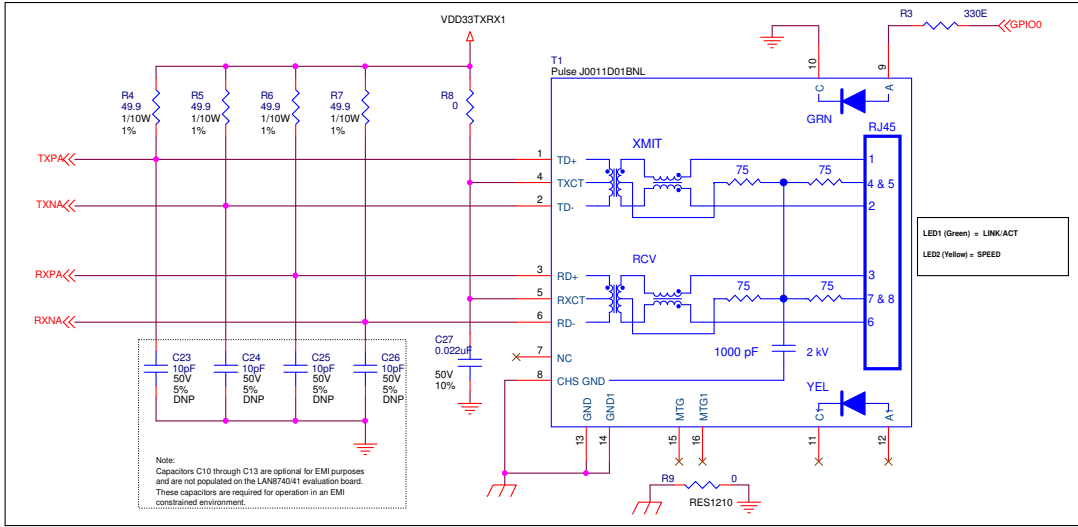 VDD33TXRX1
R3 330E
GPIO0
T1
Pulse J0011D01BNL
10
9
C
A
GRN
RJ45
R4
49.9
1/10W
1%
R5
49.9
1/10W
1%
R6
49.9
1/10W
1%
R7
49.9
1/10W
1%
R8
0
TXPA
TXNA
RXPA
RXNA
1
4
2
3
5
6
7
8
TD+
TXCT
TD-
RD+
RXCT
RD-
NC
CHS GND
XMIT
RCV
75
75
75
75
1
4 & 5
2
3
7 & 8
6
1000 pF
2 kV
YEL
LED1 (Green) = LINK/ACT
LED2 (Yellow) = SPEED
C23
10pF
50V
5%
DNP
C24
10pF
50V
5%
DNP
C25
10pF
50V
5%
DNP
C26
10pF
50V
5%
DNP
C27
0.022uF
50V
10%
GND
GND1
MTG
MTG1
C1
A1
13
14
15
16
11
12
R9 0
RES1210
Note:
Capacitors C10 through C13 are optional for EMI purposes
and are not populated on the LAN8740/41 evaluation board.
These capacitors are required for operation in an EMI
constrained environment.